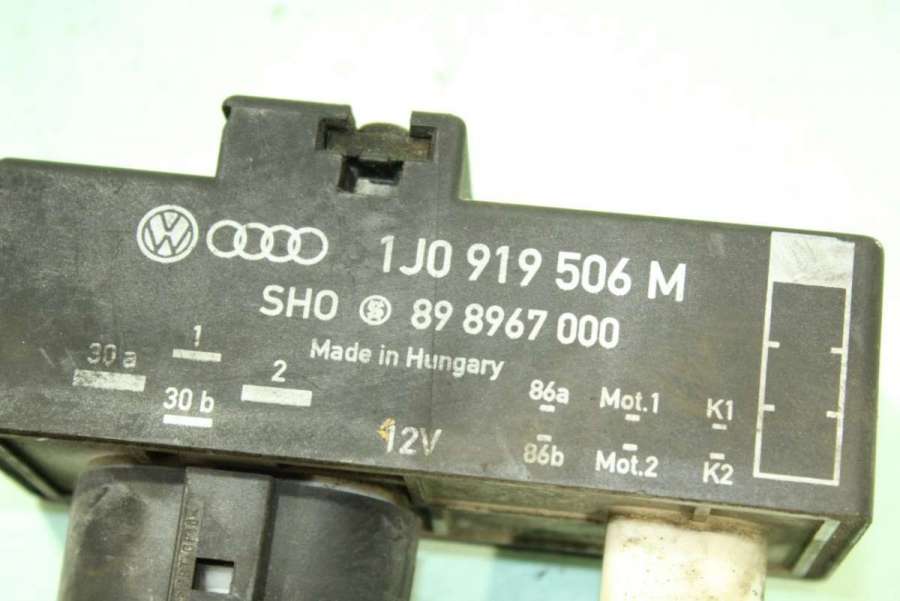 1J0 919 506 M
SHO 89 8967 000
Made in Hungary
30 a 1
30 b 2
12V
86a Mot.1 K1
86b Mot.2 K2